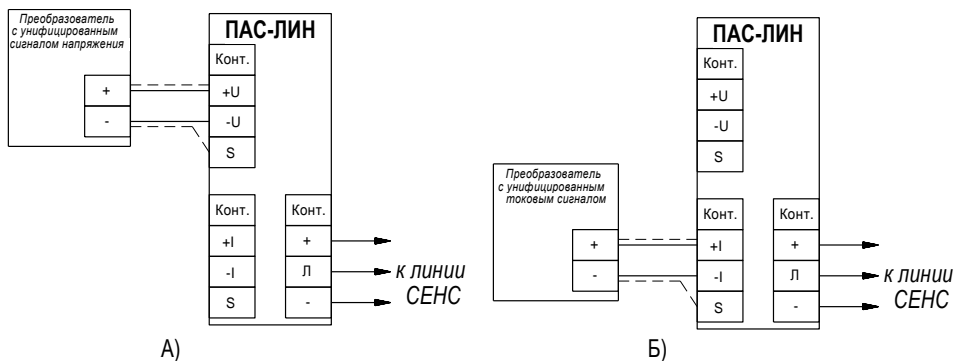 Преобразователь
с унифицированным
сигналом напряжения
+
-
ПАС-ЛИН
Конт.
+U
-U
S
Конт.
+I
-I
S
Конт.
+
Л
-
к линии
СЕНС
А)
ПАС-ЛИН
Конт.
+U
-U
S
Преобразователь
с унифицированным
токовым сигналом
+
-
Конт.
+I
-I
S
Конт.
+
Л
-
к линии
СЕНС
Б)